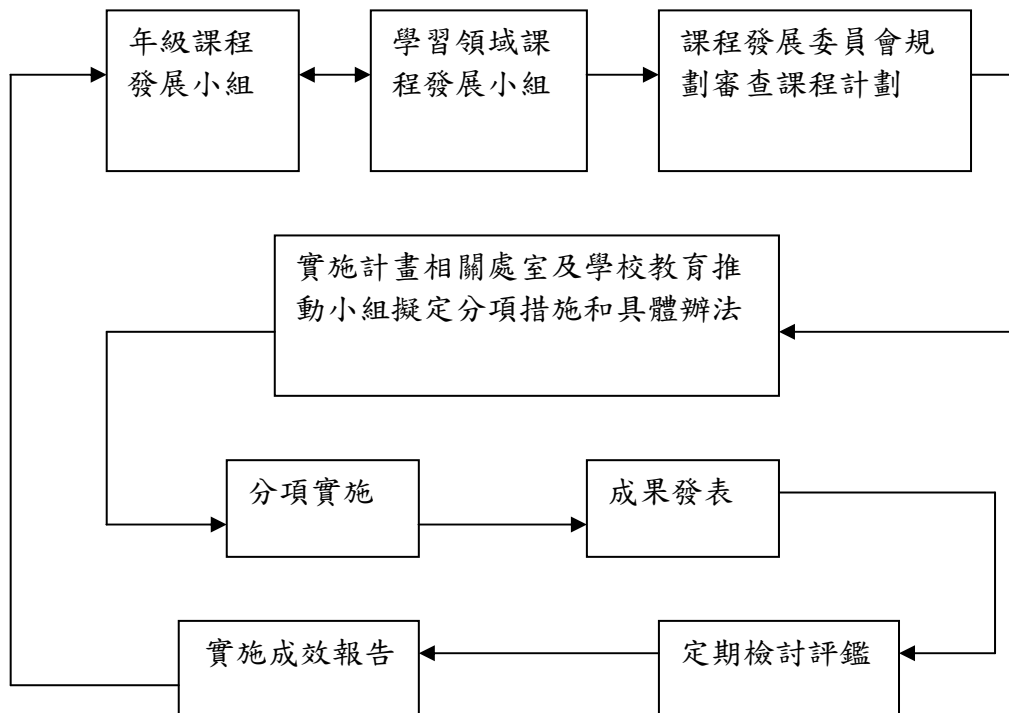 年級課程
發展小組
學習領域課
程發展小組
課程發展委員會規
劃審查課程計劃
實施計畫相關處室及學校教育推
動小組擬定分項措施和具體辦法
分項實施
成果發表
實施成效報告
定期檢討評鑑